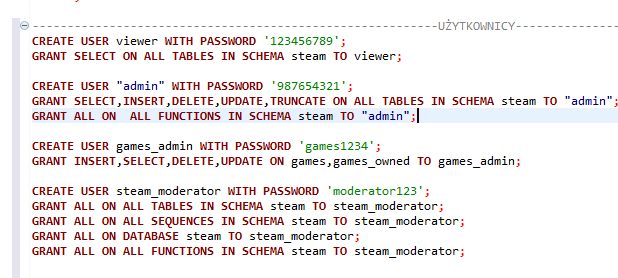 --------------------------------------------------UŻYTKOWNICY-------------
CREATE USER viewer WITH PASSWORD '123456789';
GRANT SELECT ON ALL TABLES IN SCHEMA steam TO viewer;
CREATE USER "admin" WITH PASSWORD '987654321';
GRANT SELECT,INSERT,DELETE,UPDATE,TRUNCATE ON ALL TABLES IN SCHEMA steam TO "admin";
GRANT ALL ON  ALL FUNCTIONS IN SCHEMA steam TO "admin";
CREATE USER games_admin WITH PASSWORD 'games1234';
GRANT INSERT,SELECT,DELETE,UPDATE ON games,games_owned TO games_admin;
CREATE USER steam_moderator WITH PASSWORD 'moderator123';
GRANT ALL ON ALL TABLES IN SCHEMA steam TO steam_moderator;
GRANT ALL ON ALL SEQUENCES IN SCHEMA steam TO steam_moderator;
GRANT ALL ON DATABASE steam TO steam_moderator;
GRANT ALL ON ALL FUNCTIONS IN SCHEMA steam TO steam_moderator;